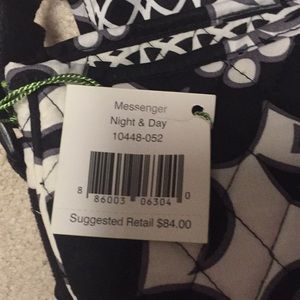 Messenger
Night & Day
10448-052
8 86003 06304 0
Suggested Retail $84.00